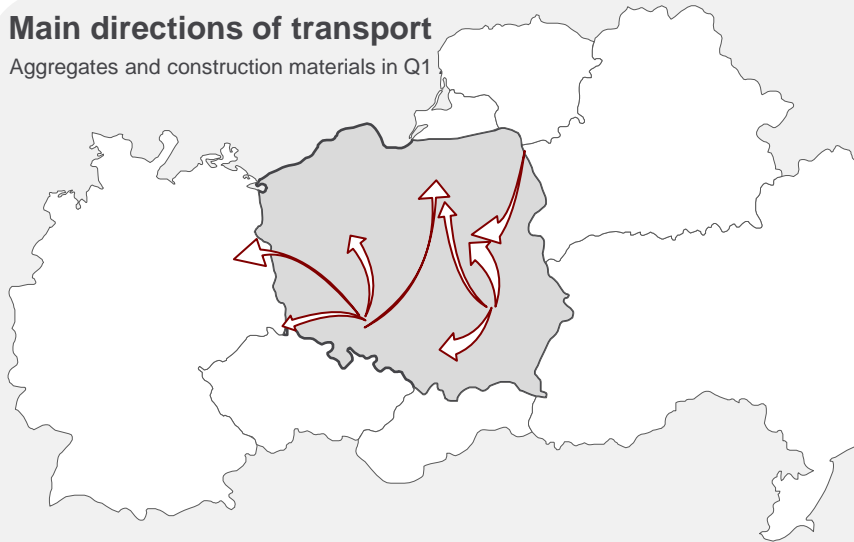 Main directions of transport
Aggregates and construction materials in Q1